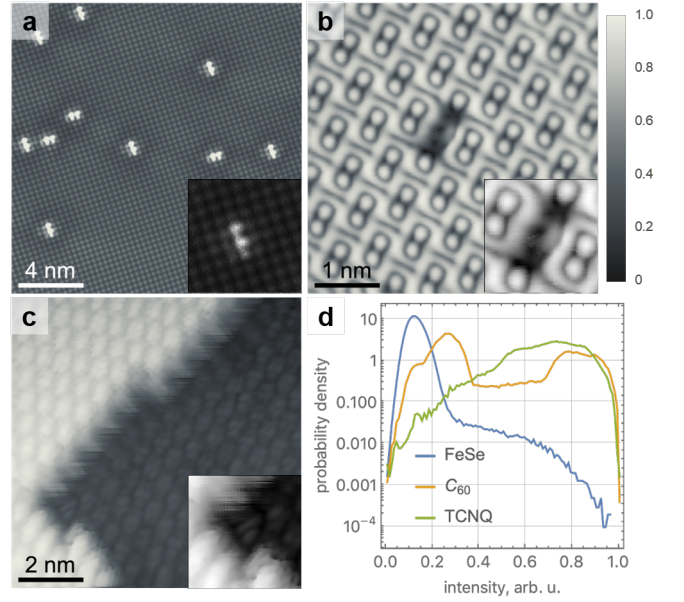 a
b
1.0
0.8
0.6
0.4
0.2
0
4 nm
1 nm
c
d
10
1
0.100
0.010
0.001
10⁻⁴
probability density
FeSe
C₆₀
TCNQ
2 nm
0.0 0.2 0.4 0.6 0.8 1.0
intensity, arb. u.